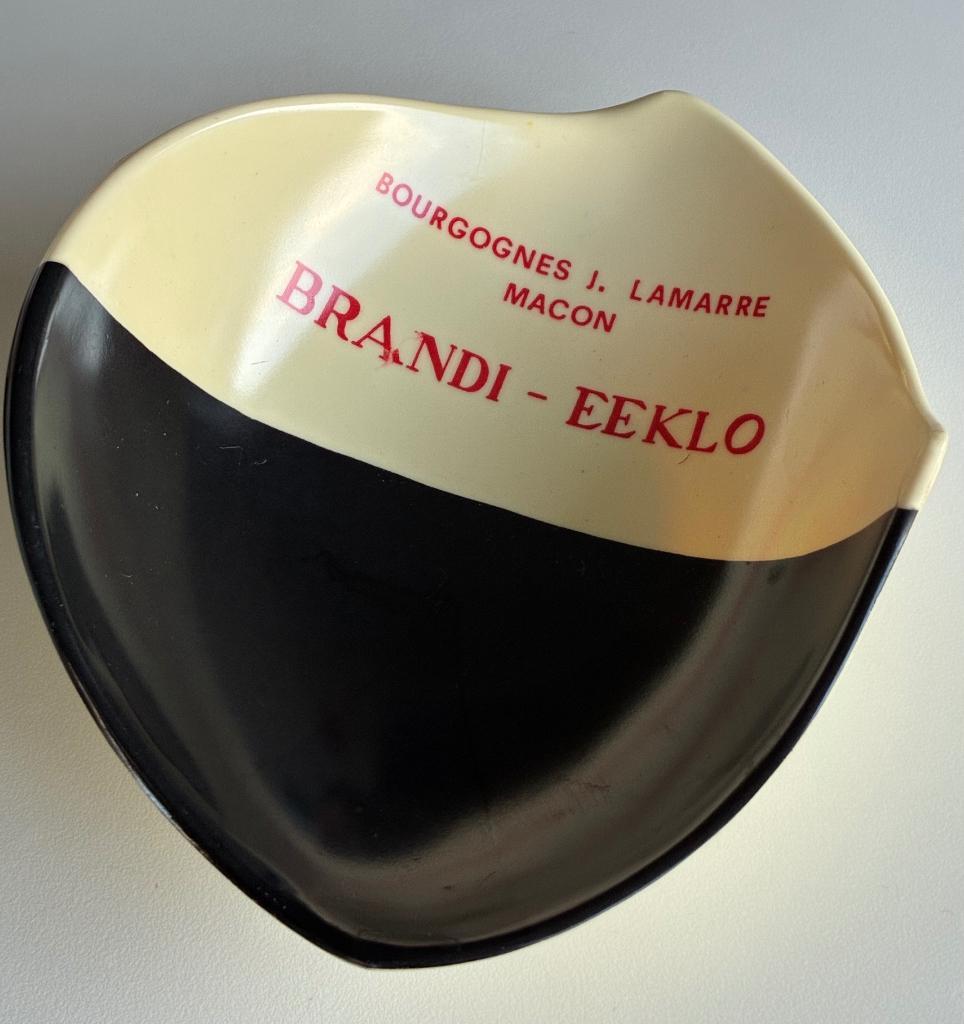 BOURGOGNES J. LAMARRE
MACON
BRANDI - EEKLO